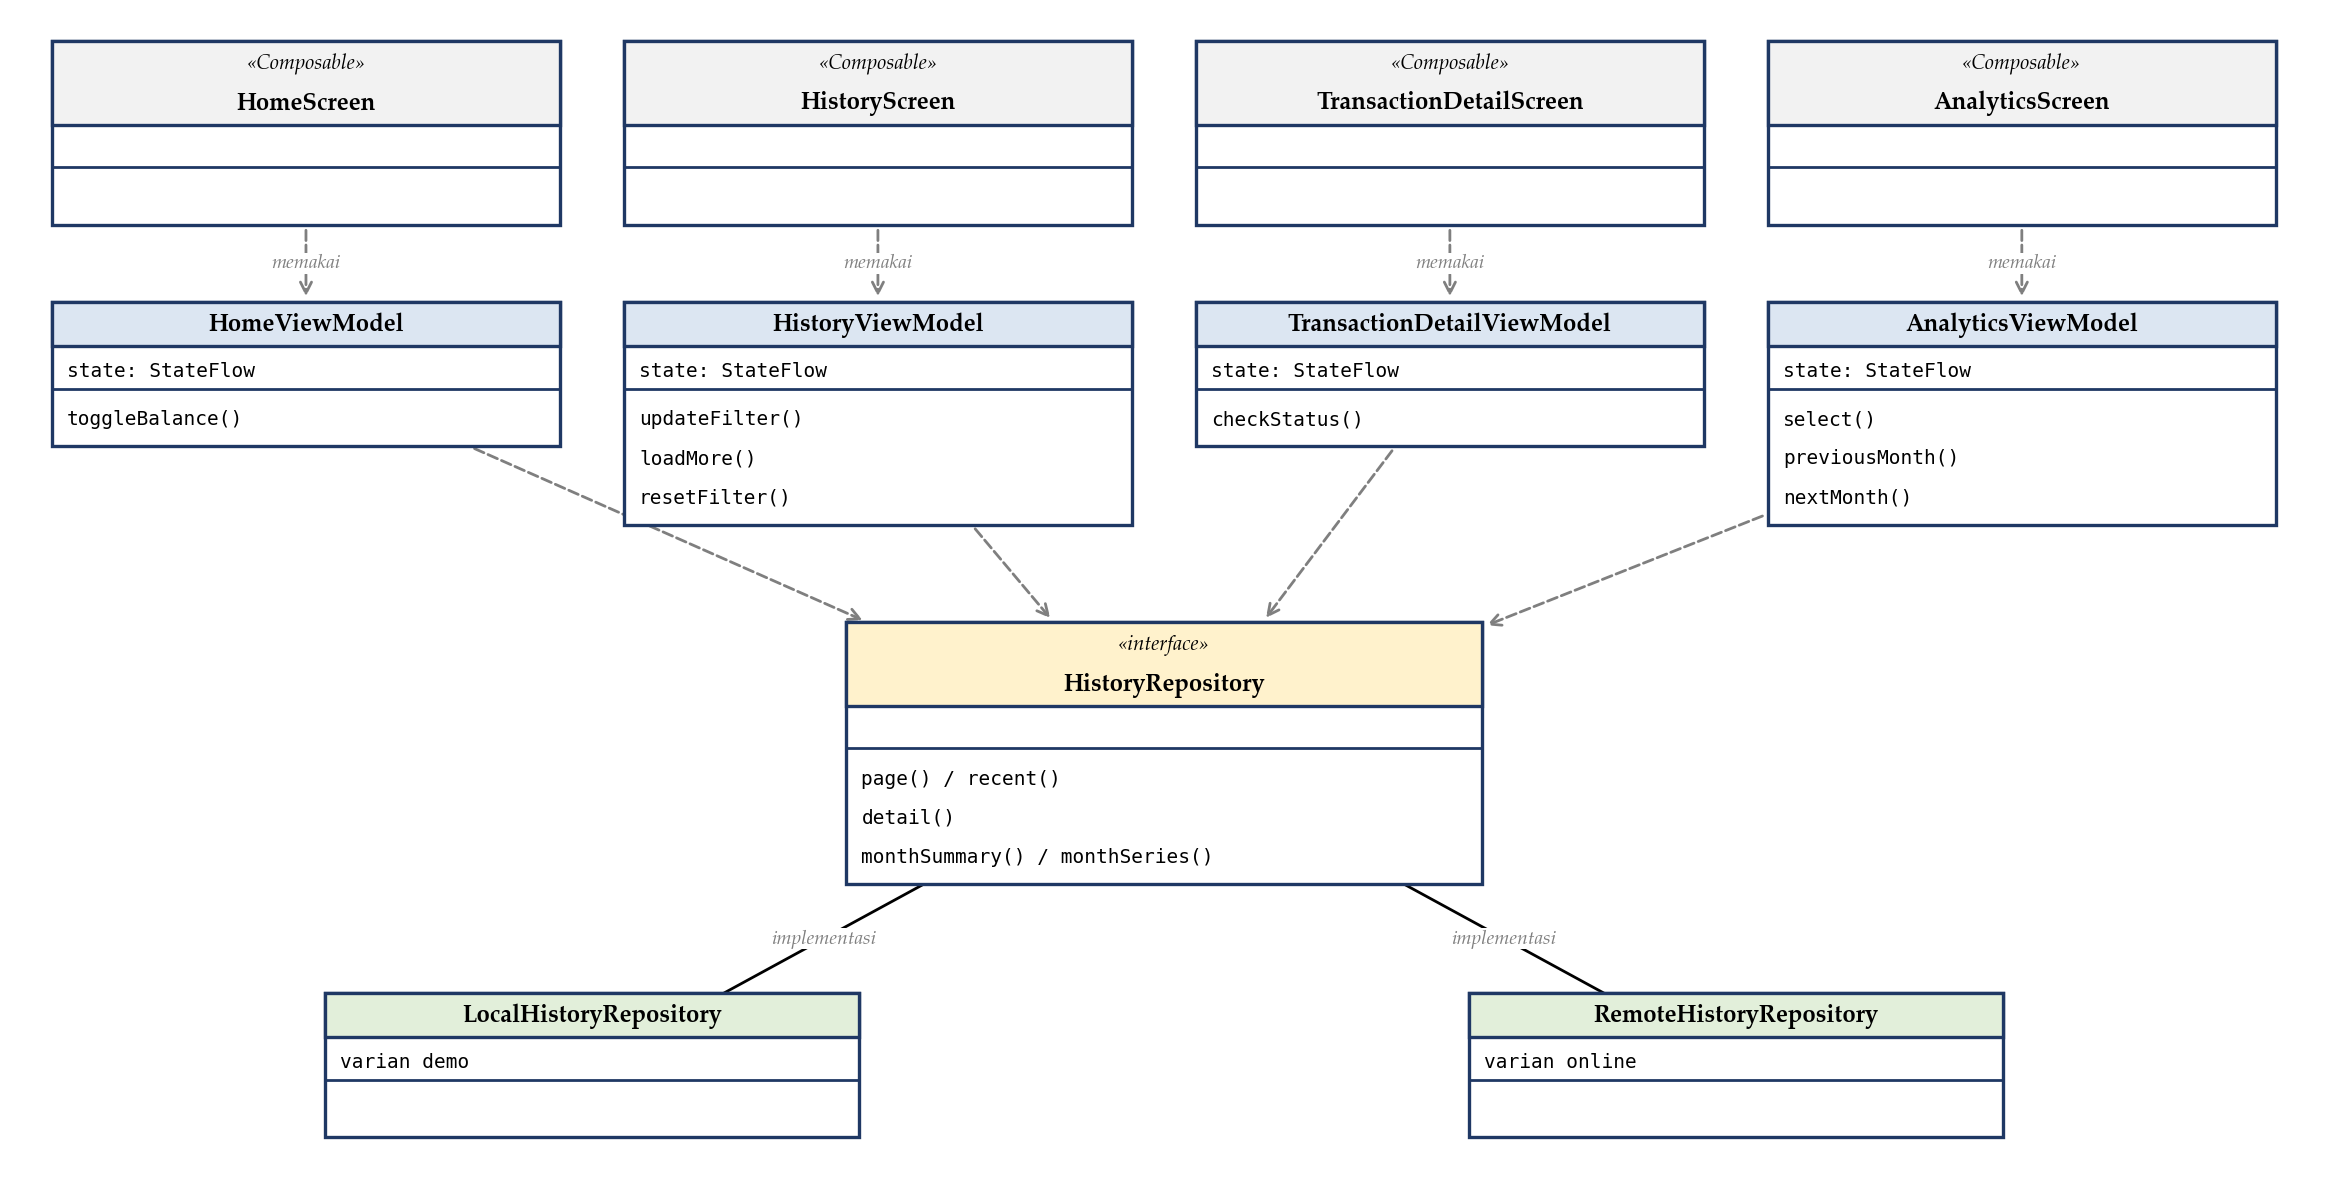 «Composable»
HomeScreen
«Composable»
HistoryScreen
«Composable»
TransactionDetailScreen
«Composable»
AnalyticsScreen
memakai
memakai
memakai
memakai
HomeViewModel
state: StateFlow
toggleBalance()
HistoryViewModel
state: StateFlow
updateFilter()
loadMore()
resetFilter()
TransactionDetailViewModel
state: StateFlow
checkStatus()
AnalyticsViewModel
state: StateFlow
select()
previousMonth()
nextMonth()
«interface»
HistoryRepository
page() / recent()
detail()
monthSummary() / monthSeries()
implementasi
implementasi
LocalHistoryRepository
varian demo
RemoteHistoryRepository
varian online